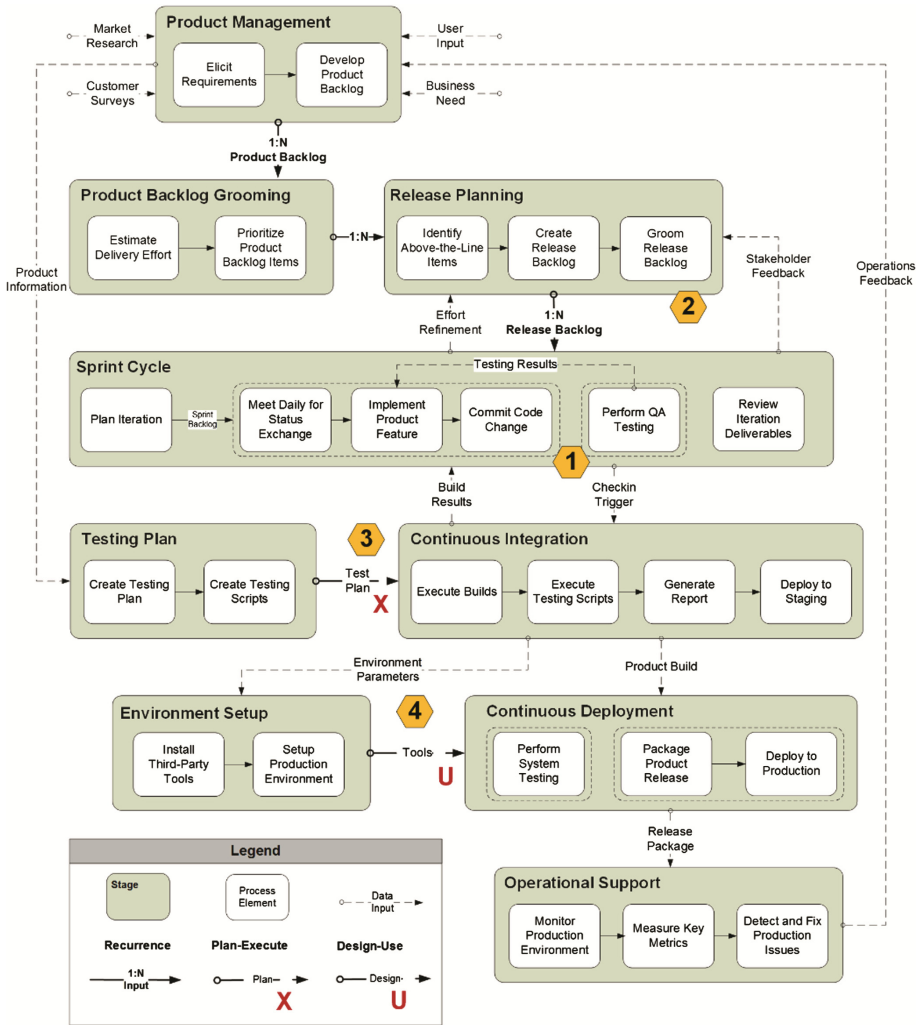 Product Management
Market
Research
User
Input
Elicit
Requirements
Develop
Product
Backlog
Customer
Surveys
Business
Need
1:N
Product Backlog
Product Backlog Grooming
Estimate
Delivery Effort
Prioritize
Product
Backlog Items
1:N
Release Planning
Identify
Above-the-Line
Items
Create
Release
Backlog
Groom
Release
Backlog
Product
Information
Stakeholder
Feedback
Operations
Feedback
2
Effort
Refinement
1:N
Release Backlog
Sprint Cycle
Testing Results
Plan Iteration
Sprint
Backlog
Meet Daily for
Status
Exchange
Implement
Product
Feature
Commit Code
Change
Perform QA
Testing
Review
Iteration
Deliverables
1
Build
Results
Checkin
Trigger
Testing Plan
Create Testing
Plan
Create Testing
Scripts
3
Test
Plan
X
Continuous Integration
Execute Builds
Execute
Testing Scripts
Generate
Report
Deploy to
Staging
Environment
Parameters
Product Build
Environment Setup
Install
Third-Party
Tools
Setup
Production
Environment
4
Tools
U
Continuous Deployment
Perform
System
Testing
Package
Product
Release
Deploy to
Production
Release
Package
Operational Support
Monitor
Production
Environment
Measure Key
Metrics
Detect and Fix
Production
Issues
Legend
Stage
Process
Element
Data
Input
Recurrence
Plan-Execute
Design-Use
1:N
Input
Plan
X
Design
U